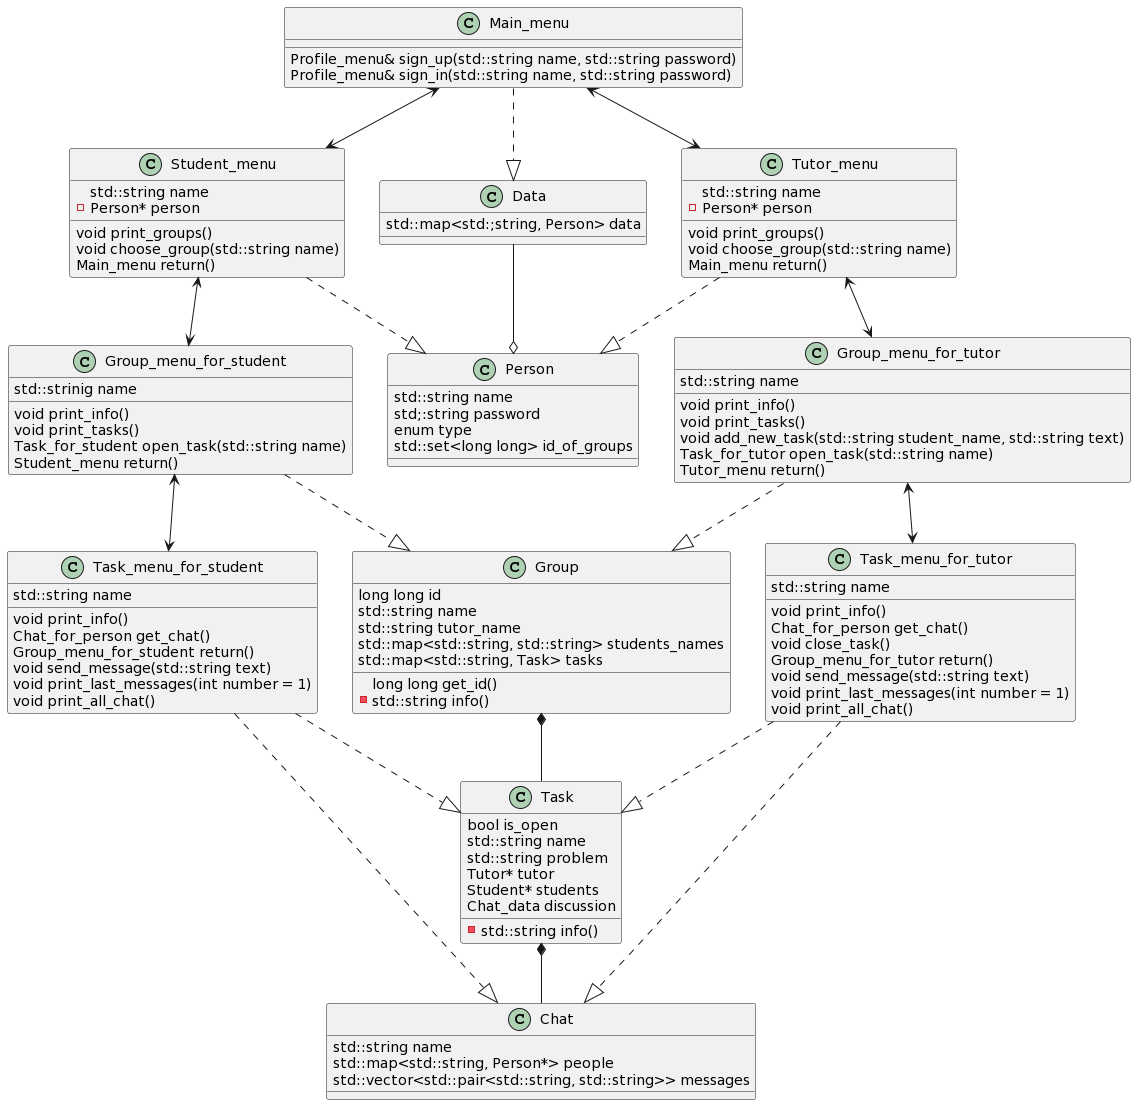 C Main_menu
Profile_menu& sign_up(std::string name, std::string password)
Profile_menu& sign_in(std::string name, std::string password)
C Student_menu
std::string name
Person* person
void print_groups()
void choose_group(std::string name)
Main_menu return()
C Data
std::map<std:;string, Person> data
C Tutor_menu
std::string name
Person* person
void print_groups()
void choose_group(std::string name)
Main_menu return()
C Group_menu_for_student
std::strinig name
void print_info()
void print_tasks()
Task_for_student open_task(std::string name)
Student_menu return()
C Person
std::string name
std;:string password
enum type
std::set<long long> id_of_groups
C Group_menu_for_tutor
std::string name
void print_info()
void print_tasks()
void add_new_task(std::string student_name, std::string text)
Task_for_tutor open_task(std::string name)
Tutor_menu return()
C Task_menu_for_student
std::string name
void print_info()
Chat_for_person get_chat()
Group_menu_for_student return()
void send_message(std::string text)
void print_last_messages(int number = 1)
void print_all_chat()
C Group
long long id
std::string name
std::string tutor_name
std::map<std::string, std::string> students_names
std::map<std::string, Task> tasks
long long get_id()
std::string info()
C Task_menu_for_tutor
std::string name
void print_info()
Chat_for_person get_chat()
void close_task()
Group_menu_for_tutor return()
void send_message(std::string text)
void print_last_messages(int number = 1)
void print_all_chat()
C Task
bool is_open
std::string name
std::string problem
Tutor* tutor
Student* students
Chat_data discussion
std::string info()
C Chat
std::string name
std::map<std::string, Person*> people
std::vector<std::pair<std::string, std::string>> messages